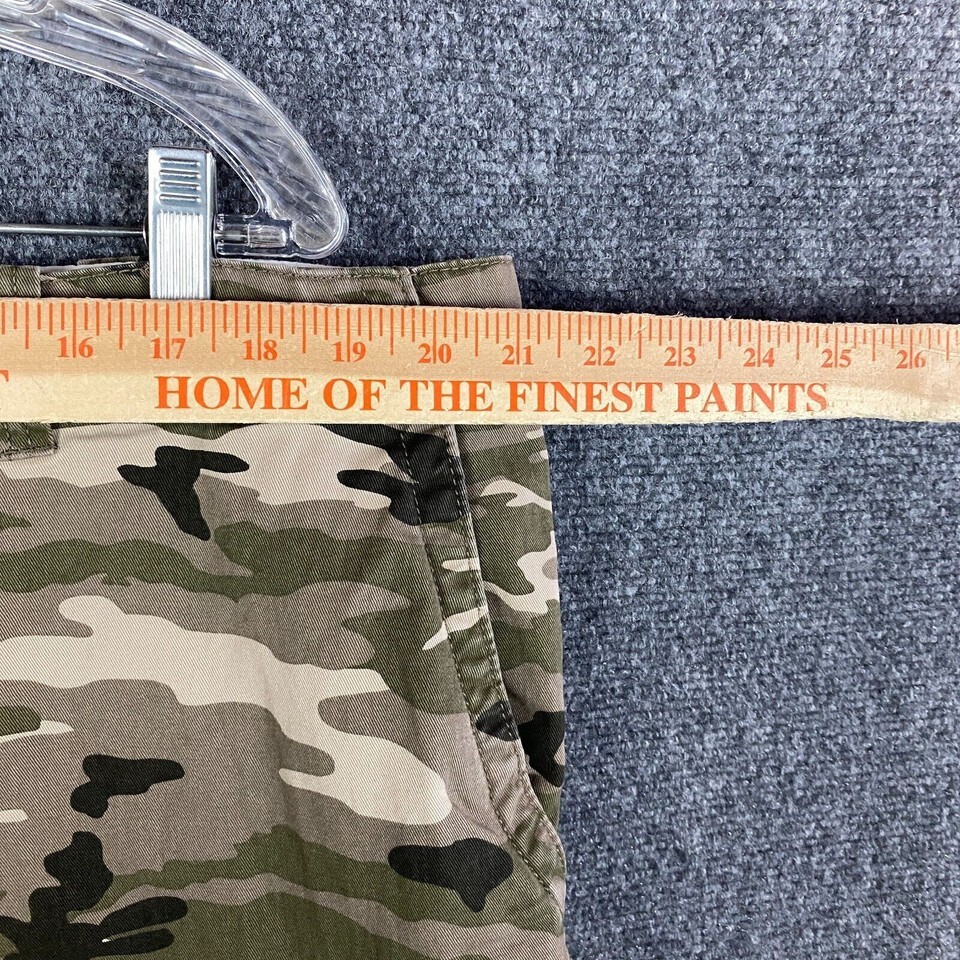 16 17 18 19 20 21 22 23 24 25 26
HOME OF THE FINEST PAINTS